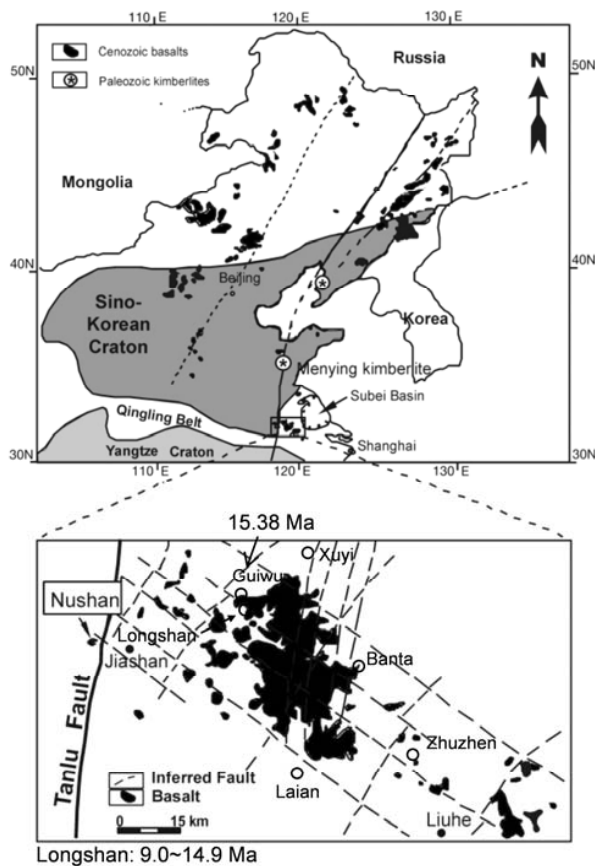 110°E
120°E
130°E
Cenozoic basalts
Paleozoic kimberlites
Russia
N
50N
50N
Mongolia
40N
40N
Beijing
Sino-
Korean
Craton
Korea
Menying kimberlite
Subei Basin
Qingling Belt
Yangtze Craton
Shanghai
30N
30N
110°E
120°E
130°E
15.38 Ma
Xuyi
Guiwu
Nushan
Longshan
Jiashan
Banta
Tanlu Fault
Zhuzhen
Inferred Fault
Basalt
Laian
0 15 km
Liuhe
Longshan: 9.0~14.9 Ma